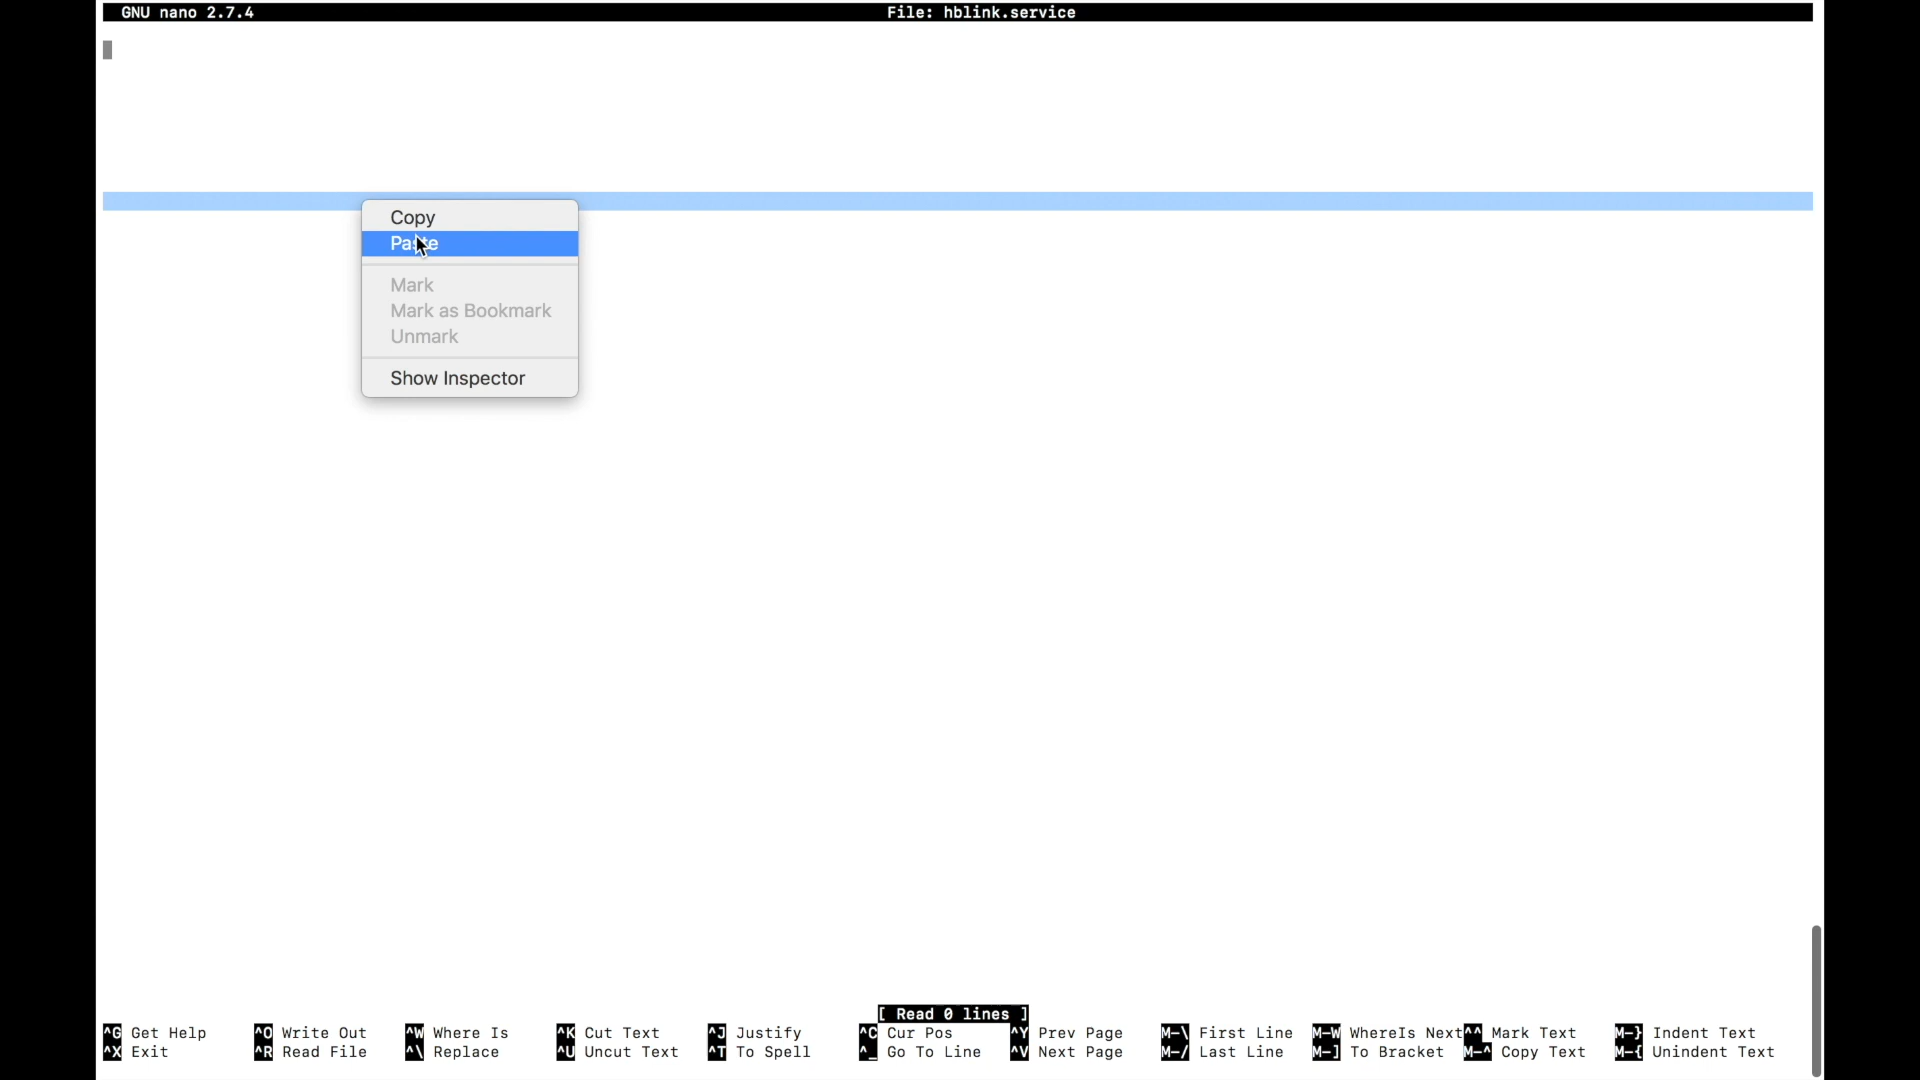 GNU nano 2.7.4 File: hblink.service
Copy
Paste
Mark
Mark as Bookmark
Unmark
Show Inspector
[ Read 0 lines ]
^G Get Help ^O Write Out ^W Where Is ^K Cut Text ^J Justify ^C Cur Pos ^Y Prev Page M-\ First Line M-W WhereIs Next ^^ Mark Text M-} Indent Text
^X Exit ^R Read File ^\ Replace ^U Uncut Text ^T To Spell ^_ Go To Line ^V Next Page M-/ Last Line M-] To Bracket M-^ Copy Text M-{ Unindent Text